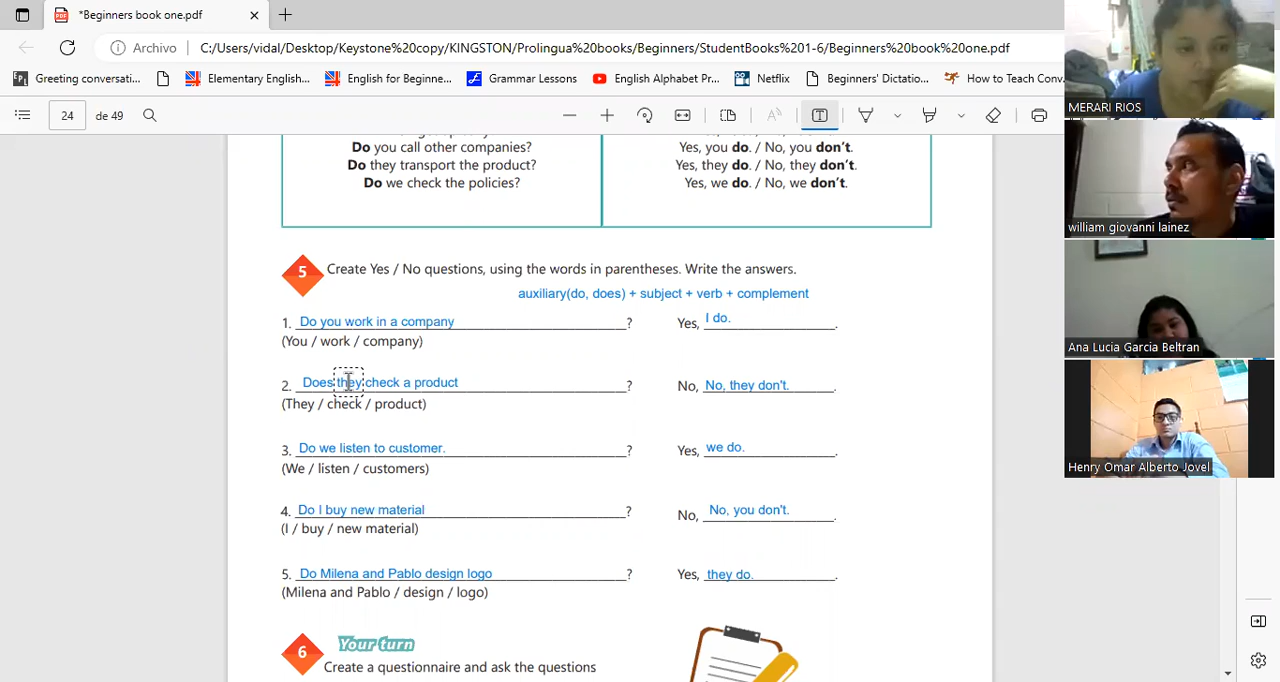 *Beginners book one.pdf
Archivo C:/Users/vidal/Desktop/Keystone%20copy/KINGSTON/Prolingua%20books/Beginners/StudentBooks%201-6/Beginners%20book%20one.pdf
Greeting conversati... Elementary English... English for Beginne... Grammar Lessons English Alphabet Pr... Netflix Beginners' Dictatio... How to Teach Conv
24 de 49
Do you call other companies? Yes, you do. / No, you don't.
Do they transport the product? Yes, they do. / No, they don't.
Do we check the policies? Yes, we do. / No, we don't.
5 Create Yes / No questions, using the words in parentheses. Write the answers.
auxiliary(do, does) + subject + verb + complement
1. Do you work in a company ? Yes, I do. .
(You / work / company)
2. Does they check a product ? No, No, they don't. .
(They / check / product)
3. Do we listen to customer. ? Yes, we do. .
(We / listen / customers)
4. Do I buy new material ? No, No, you don't. .
(I / buy / new material)
5. Do Milena and Pablo design logo ? Yes, they do. .
(Milena and Pablo / design / logo)
6 Your turn
Create a questionnaire and ask the questions
MERARI RIOS
william giovanni lainez
Ana Lucia Garcia Beltran
Henry Omar Alberto Jovel